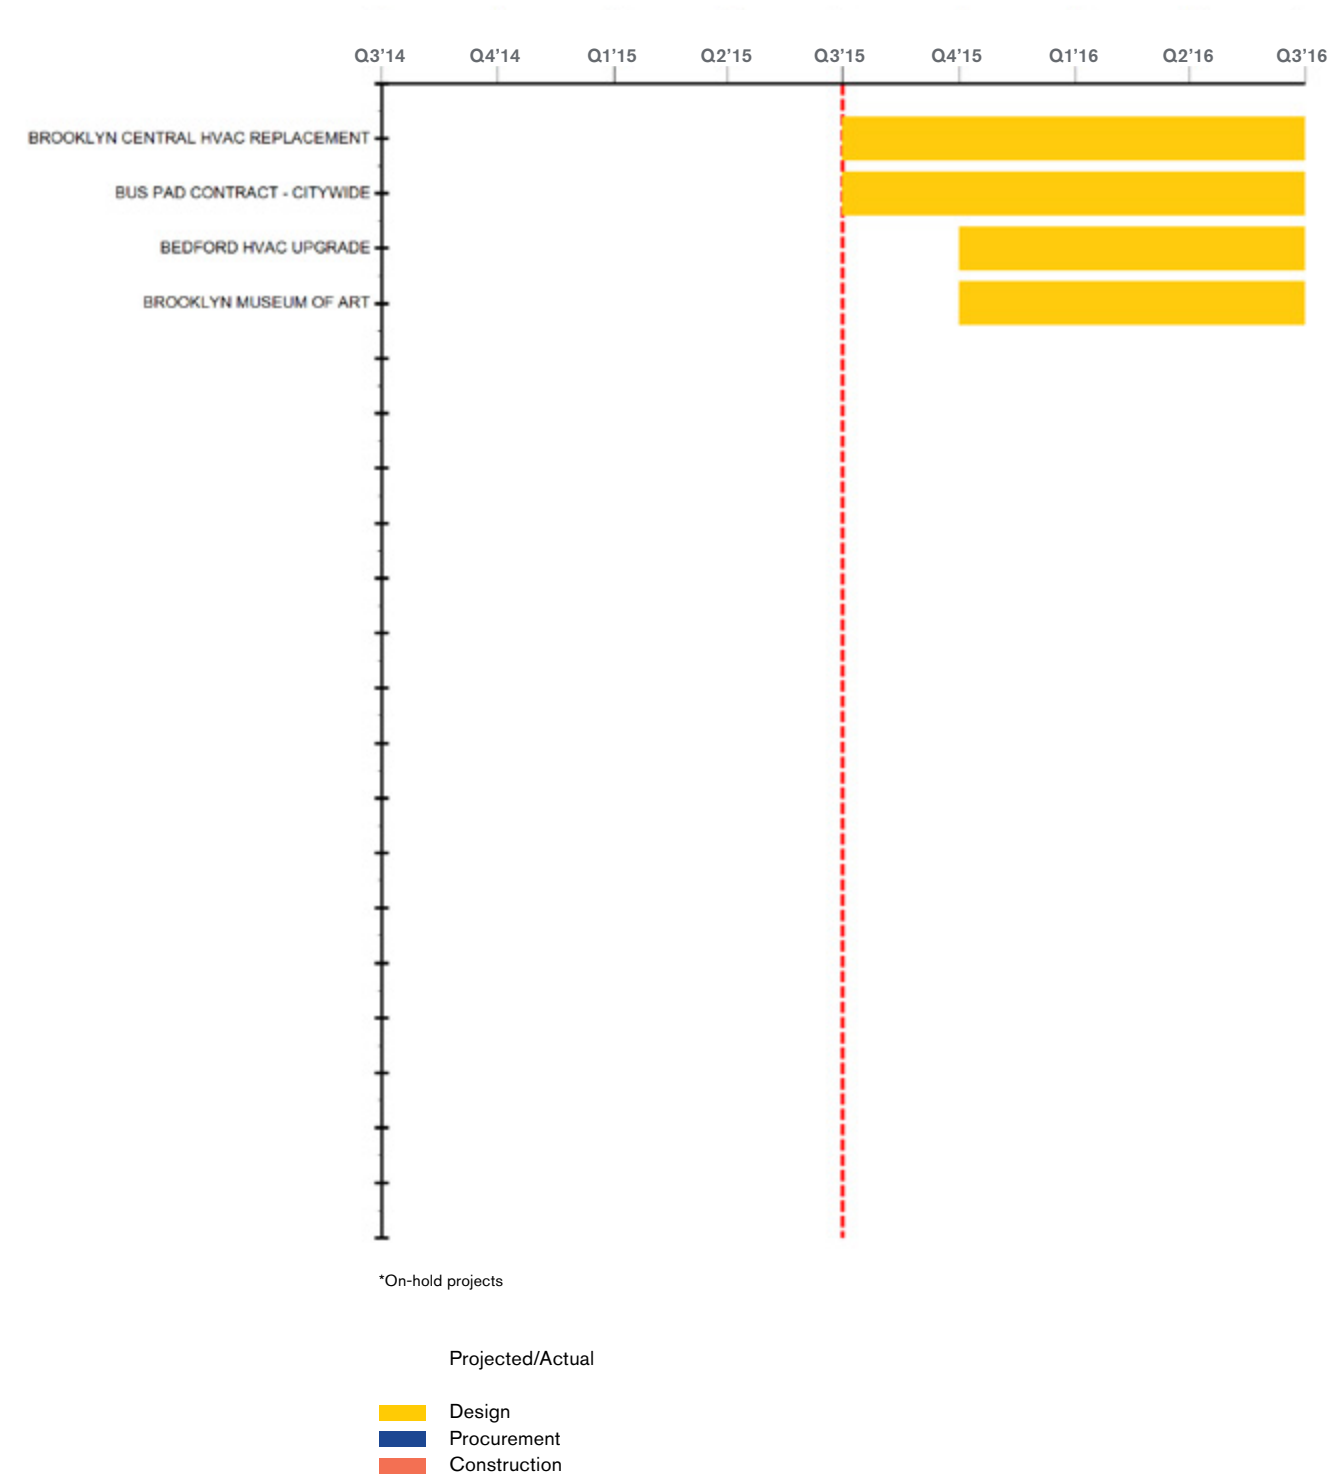 Q3’14 Q4’14 Q1’15 Q2’15 Q3’15 Q4’15 Q1’16 Q2’16 Q3’16
BROOKLYN CENTRAL HVAC REPLACEMENT
BUS PAD CONTRACT - CITYWIDE
BEDFORD HVAC UPGRADE
BROOKLYN MUSEUM OF ART
*On-hold projects
Projected/Actual
Design
Procurement
Construction